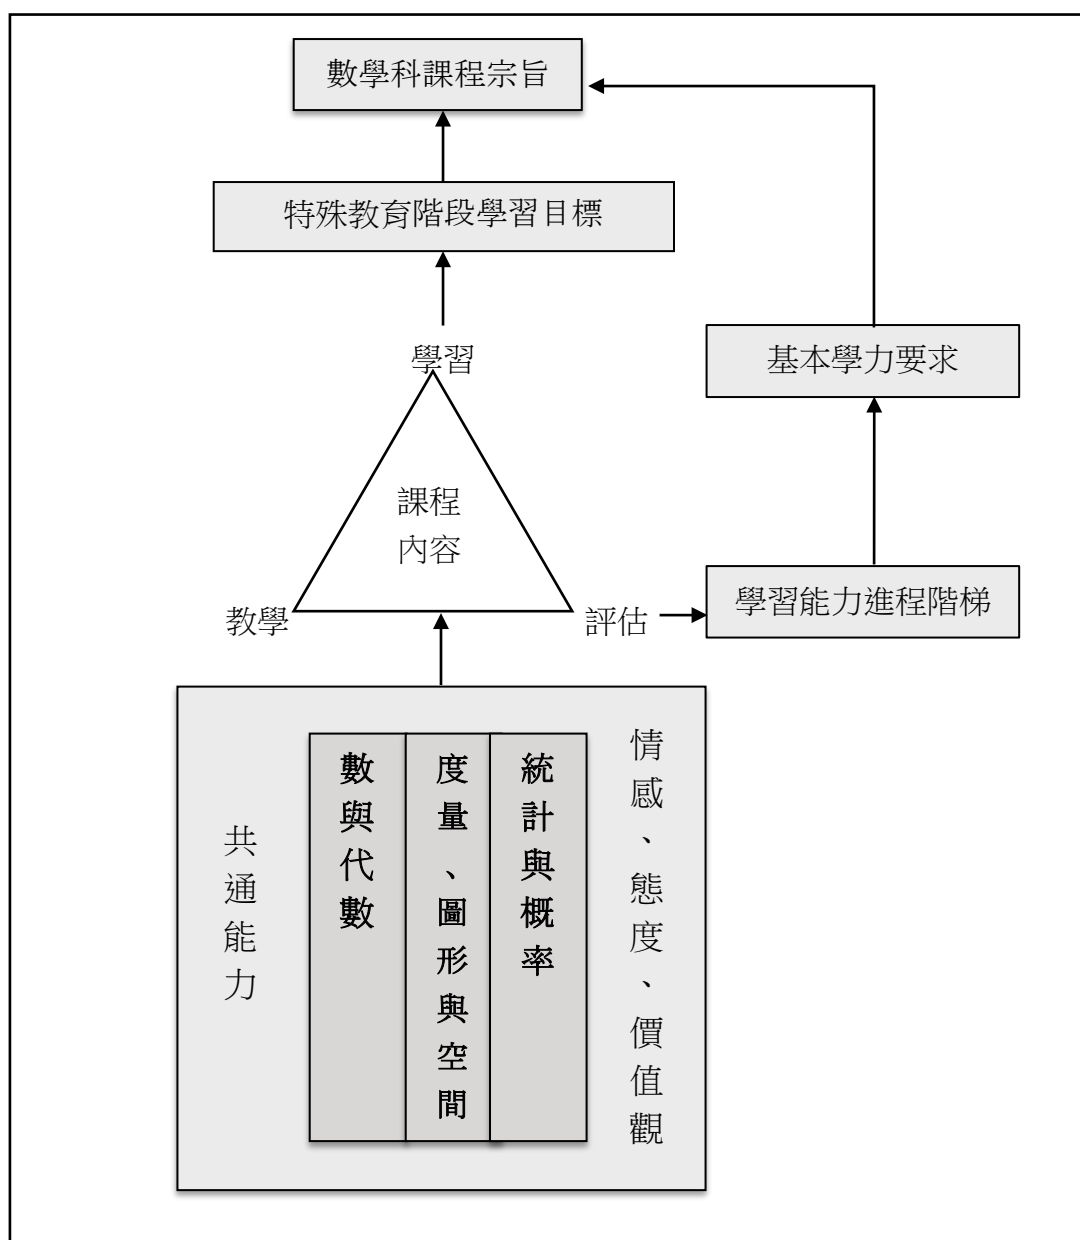 數學科課程宗旨
特殊教育階段學習目標
學習
基本學力要求
課程
內容
教學
評估
學習能力進程階梯
共通能力
數與代數
度量、圖形與空間
統計與概率
情感、態度、價值觀